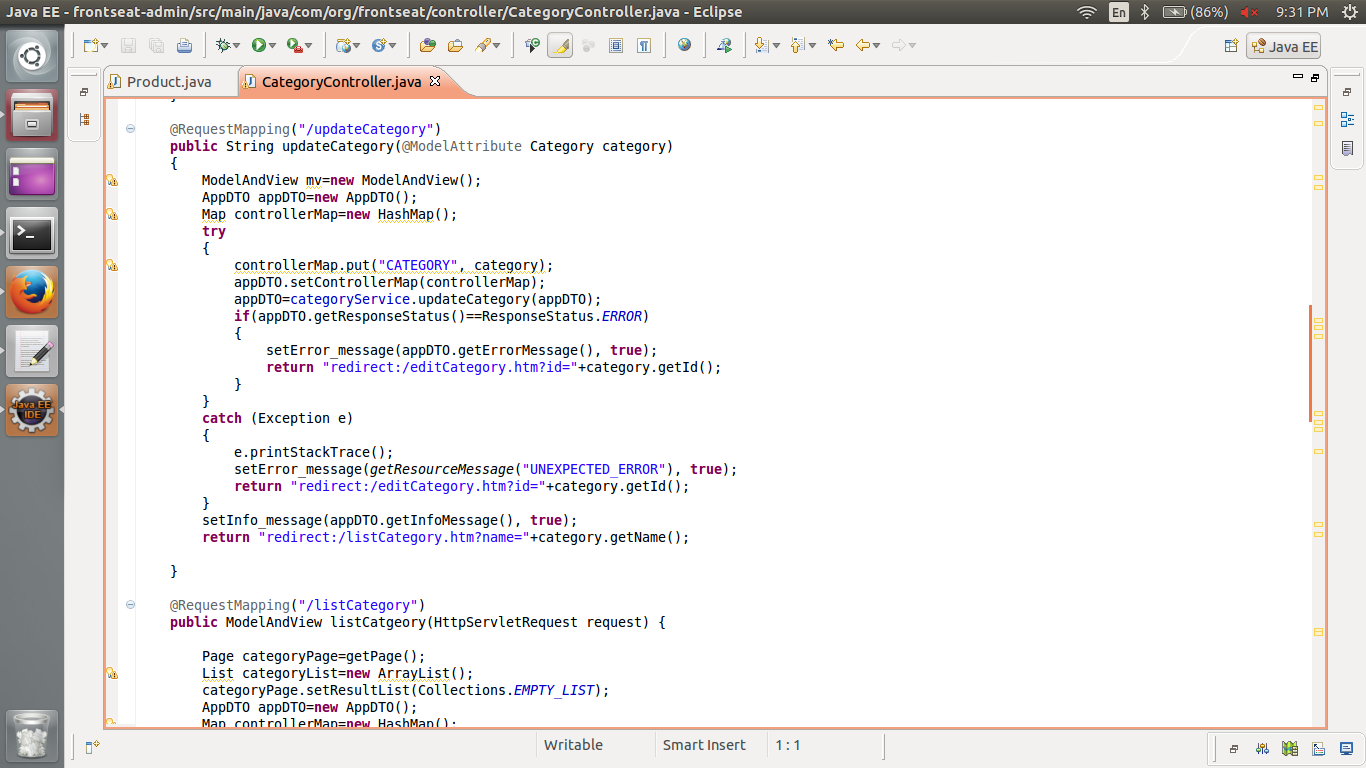 Java EE - frontseat-admin/src/main/java/com/org/frontseat/controller/CategoryController.java - Eclipse
En
(86%)
9:31 PM
Java EE
Product.java
CategoryController.java
}
@RequestMapping("/updateCategory")
public String updateCategory(@ModelAttribute Category category)
{
ModelAndView mv=new ModelAndView();
AppDTO appDTO=new AppDTO();
Map controllerMap=new HashMap();
try
{
controllerMap.put("CATEGORY", category);
appDTO.setControllerMap(controllerMap);
appDTO=categoryService.updateCategory(appDTO);
if(appDTO.getResponseStatus()==ResponseStatus.ERROR)
{
setError_message(appDTO.getErrorMessage(), true);
return "redirect:/editCategory.htm?id="+category.getId();
}
}
catch (Exception e)
{
e.printStackTrace();
setError_message(getResourceMessage("UNEXPECTED_ERROR"), true);
return "redirect:/editCategory.htm?id="+category.getId();
}
setInfo_message(appDTO.getInfoMessage(), true);
return "redirect:/listCategory.htm?name="+category.getName();
}
@RequestMapping("/listCategory")
public ModelAndView listCatgeory(HttpServletRequest request) {
Page categoryPage=getPage();
List categoryList=new ArrayList();
categoryPage.setResultList(Collections.EMPTY_LIST);
AppDTO appDTO=new AppDTO();
Map controllerMap=new HashMap();
Java EE
IDE
Writable
Smart Insert
1 : 1